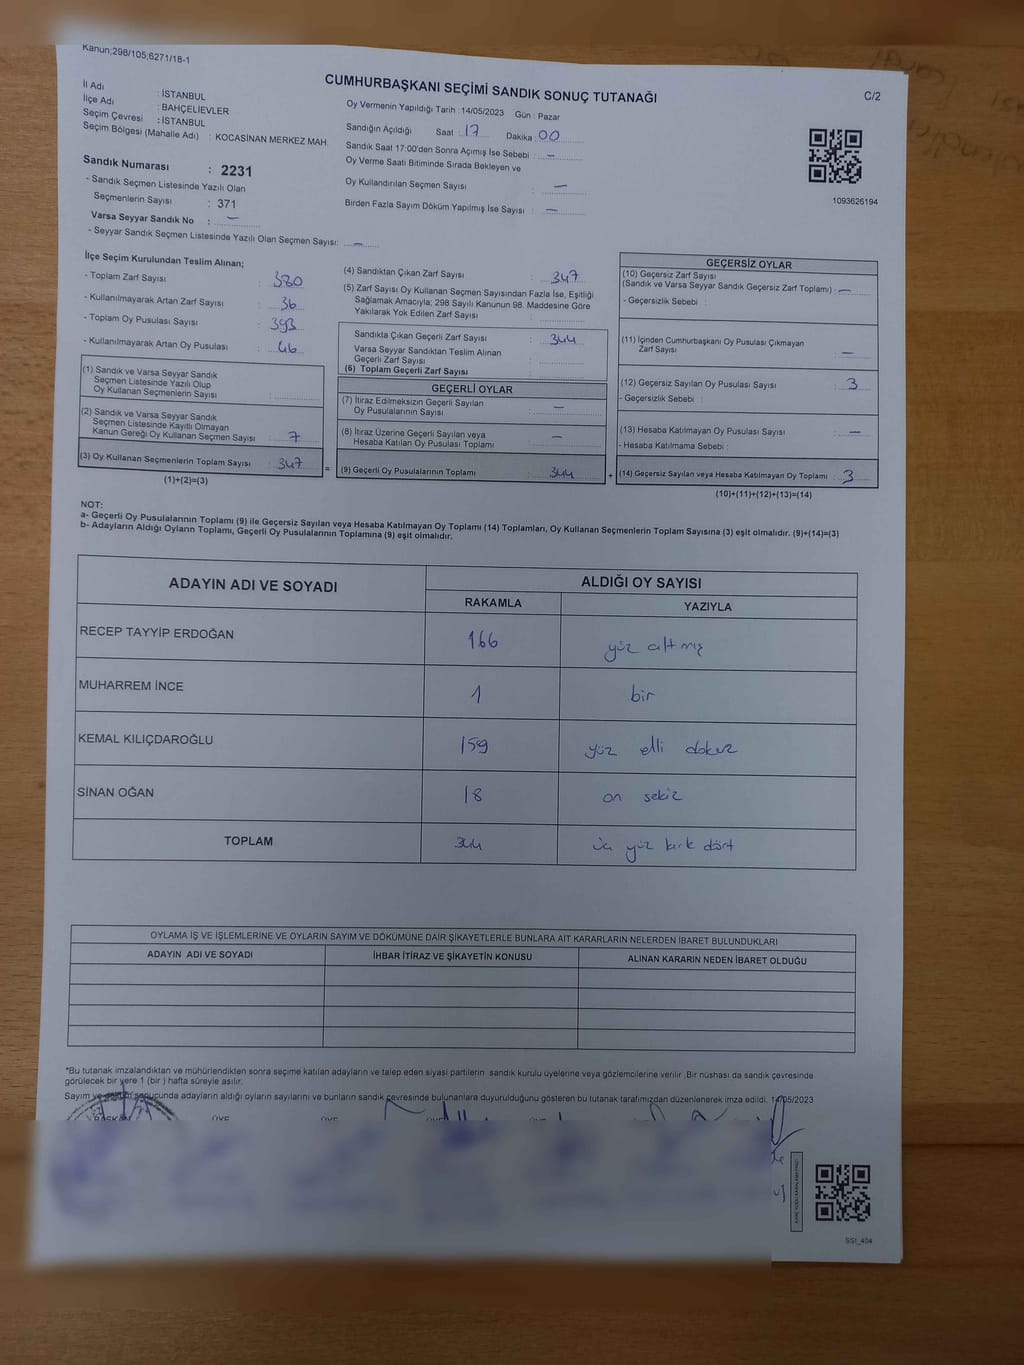 Kanun;298/105;6271/18-1
CUMHURBAŞKANI SEÇİMİ SANDIK SONUÇ TUTANAĞI
C/2
İl Adı : İSTANBUL
İlçe Adı : BAHÇELİEVLER
Seçim Çevresi : İSTANBUL
Seçim Bölgesi (Mahalle Adı) : KOCASİNAN MERKEZ MAH.
Sandık Numarası : 2231
- Sandık Seçmen Listesinde Yazılı Olan
Seçmenlerin Sayısı : 371
Varsa Seyyar Sandık No : —
- Seyyar Sandık Seçmen Listesinde Yazılı Olan Seçmen Sayısı: —
Oy Vermenin Yapıldığı Tarih : 14/05/2023 Gün : Pazar
Sandığın Açıldığı Saat : 17 Dakika : 00
Sandık Saat 17:00'den Sonra Açımış İse Sebebi : —
Oy Verme Saati Bitiminde Sırada Bekleyen ve
Oy Kullandırılan Seçmen Sayısı : —
Birden Fazla Sayım Döküm Yapılmış İse Sayısı : —
1093626194
İlçe Seçim Kurulundan Teslim Alınan;
- Toplam Zarf Sayısı : 380
- Kullanılmayarak Artan Zarf Sayısı : 36
- Toplam Oy Pusulası Sayısı : 393
- Kullanılmayarak Artan Oy Pusulası : 46
(1) Sandık ve Varsa Seyyar Sandık
Seçmen Listesinde Yazılı Olup
Oy Kullanan Seçmenlerin Sayısı :
(2) Sandık ve Varsa Seyyar Sandık
Seçmen Listesinde Kayıtlı Olmayan
Kanun Gereği Oy Kullanan Seçmen Sayısı : 7
(3) Oy Kullanan Seçmenlerin Toplam Sayısı : 347
(1)+(2)=(3)
=
(4) Sandıktan Çıkan Zarf Sayısı : 347
(5) Zarf Sayısı Oy Kullanan Seçmen Sayısından Fazla İse, Eşitliği
Sağlamak Amacıyla; 298 Sayılı Kanunun 98. Maddesine Göre
Yakılarak Yok Edilen Zarf Sayısı :
Sandıkta Çıkan Geçerli Zarf Sayısı : 344
Varsa Seyyar Sandıktan Teslim Alınan
Geçerli Zarf Sayısı :
(6) Toplam Geçerli Zarf Sayısı :
GEÇERLİ OYLAR
(7) İtiraz Edilmeksizin Geçerli Sayılan
Oy Pusulalarının Sayısı : —
(8) İtiraz Üzerine Geçerli Sayılan veya
Hesaba Katılan Oy Pusulası Toplamı : —
(9) Geçerli Oy Pusulalarının Toplamı : 344
+
GEÇERSİZ OYLAR
(10) Geçersiz Zarf Sayısı
(Sandık ve Varsa Seyyar Sandık Geçersiz Zarf Toplamı) : —
- Geçersizlik Sebebi :
(11) İçinden Cumhurbaşkanı Oy Pusulası Çıkmayan
Zarf Sayısı : —
(12) Geçersiz Sayılan Oy Pusulası Sayısı : 3
- Geçersizlik Sebebi :
(13) Hesaba Katılmayan Oy Pusulası Sayısı : —
- Hesaba Katılmama Sebebi :
(14) Geçersiz Sayılan veya Hesaba Katılmayan Oy Toplamı : 3
(10)+(11)+(12)+(13)=(14)
NOT:
a- Geçerli Oy Pusulalarının Toplamı (9) ile Geçersiz Sayılan veya Hesaba Katılmayan Oy Toplamı (14) Toplamları, Oy Kullanan Seçmenlerin Toplam Sayısına (3) eşit olmalıdır. (9)+(14)=(3)
b- Adayların Aldığı Oyların Toplamı, Geçerli Oy Pusulalarının Toplamına (9) eşit olmalıdır.
ADAYIN ADI VE SOYADI ALDIĞI OY SAYISI
RAKAMLA YAZIYLA
RECEP TAYYİP ERDOĞAN 166 yüz altmış
MUHARREM İNCE 1 bir
KEMAL KILIÇDAROĞLU 159 yüz elli dokuz
SİNAN OĞAN 18 on sekiz
TOPLAM 344 üç yüz kırk dört
OYLAMA İŞ VE İŞLEMLERİNE VE OYLARIN SAYIM VE DÖKÜMÜNE DAİR ŞİKAYETLERLE BUNLARA AİT KARARLARIN NELERDEN İBARET BULUNDUKLARI
ADAYIN ADI VE SOYADI İHBAR İTİRAZ VE ŞİKAYETİN KONUSU ALINAN KARARIN NEDEN İBARET OLDUĞU
*Bu tutanak imzalandıktan ve mühürlendikten sonra seçime katılan adayların ve talep eden siyasi partilerin sandık kurulu üyelerine veya gözlemcilerine verilir. Bir nüshası da sandık çevresinde
görülecek bir yere 1 (bir) hafta süreyle asılır.
Sayım ve döküm sonucunda adayların aldığı oyların sayılarını ve bunların sandık çevresinde bulunanlara duyurulduğunu gösteren bu tutanak tarafımızdan düzenlenerek imza edildi. 14/05/2023
BAŞKAN ÜYE ÜYE ÜYE ÜYE
SSI_404